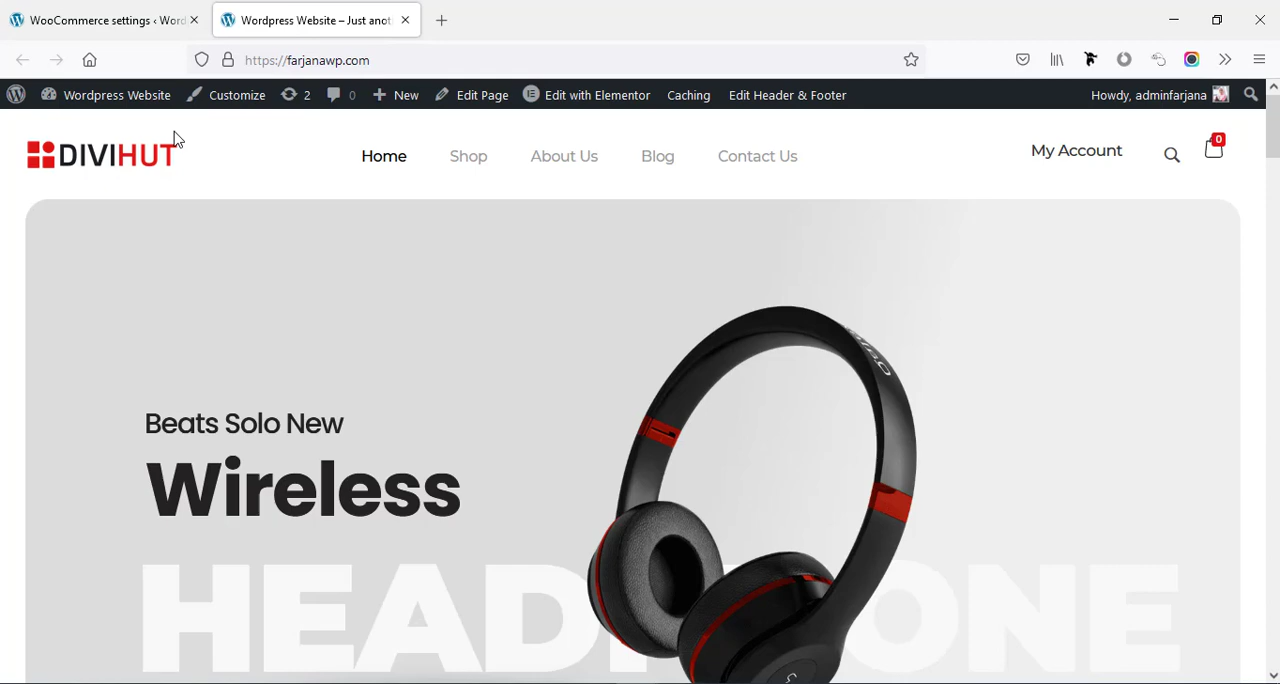 WooCommerce settings ‹ Word
Wordpress Website – Just anot
https://farjanawp.com
Wordpress Website
Customize
2
0
New
Edit Page
Edit with Elementor
Caching
Edit Header & Footer
Howdy, adminfarjana
DIVIHUT
Home
Shop
About Us
Blog
Contact Us
My Account
0
Beats Solo New
Wireless